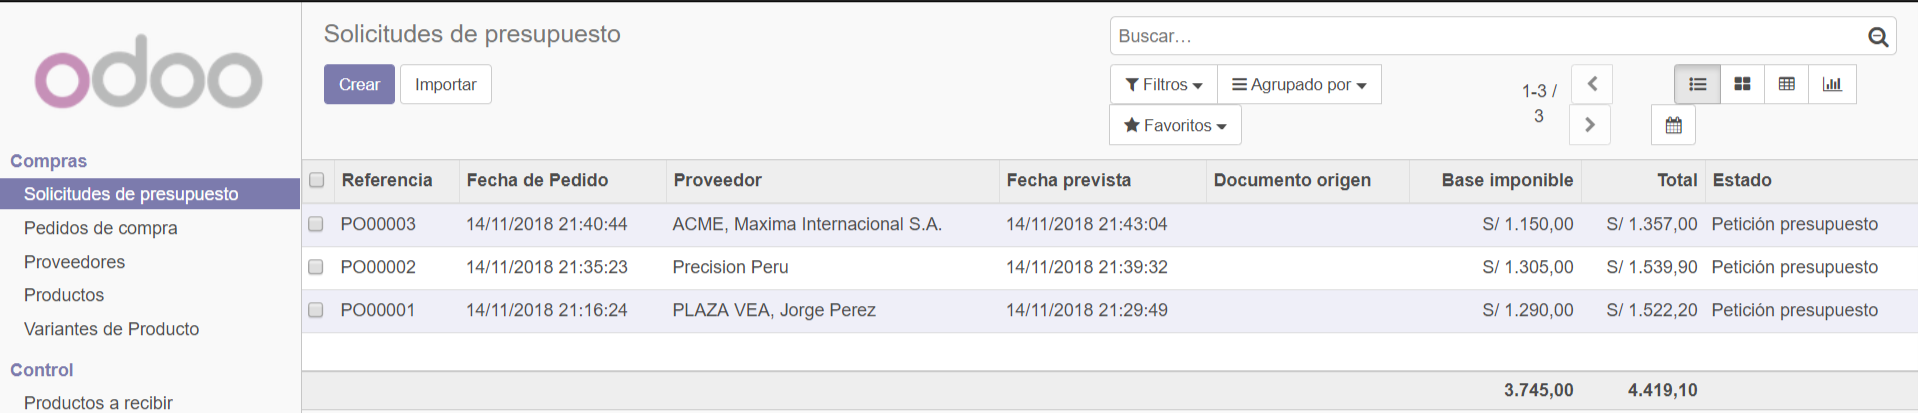 odoo
Compras
Solicitudes de presupuesto
Pedidos de compra
Proveedores
Productos
Variantes de Producto
Control
Productos a recibir
Solicitudes de presupuesto
Buscar...
Crear Importar
Filtros Agrupado por
Favoritos
1-3 /
3
Referencia Fecha de Pedido Proveedor Fecha prevista Documento origen Base imponible Total Estado
PO00003 14/11/2018 21:40:44 ACME, Maxima Internacional S.A. 14/11/2018 21:43:04 S/ 1.150,00 S/ 1.357,00 Petición presupuesto
PO00002 14/11/2018 21:35:23 Precision Peru 14/11/2018 21:39:32 S/ 1.305,00 S/ 1.539,90 Petición presupuesto
PO00001 14/11/2018 21:16:24 PLAZA VEA, Jorge Perez 14/11/2018 21:29:49 S/ 1.290,00 S/ 1.522,20 Petición presupuesto
3.745,00 4.419,10